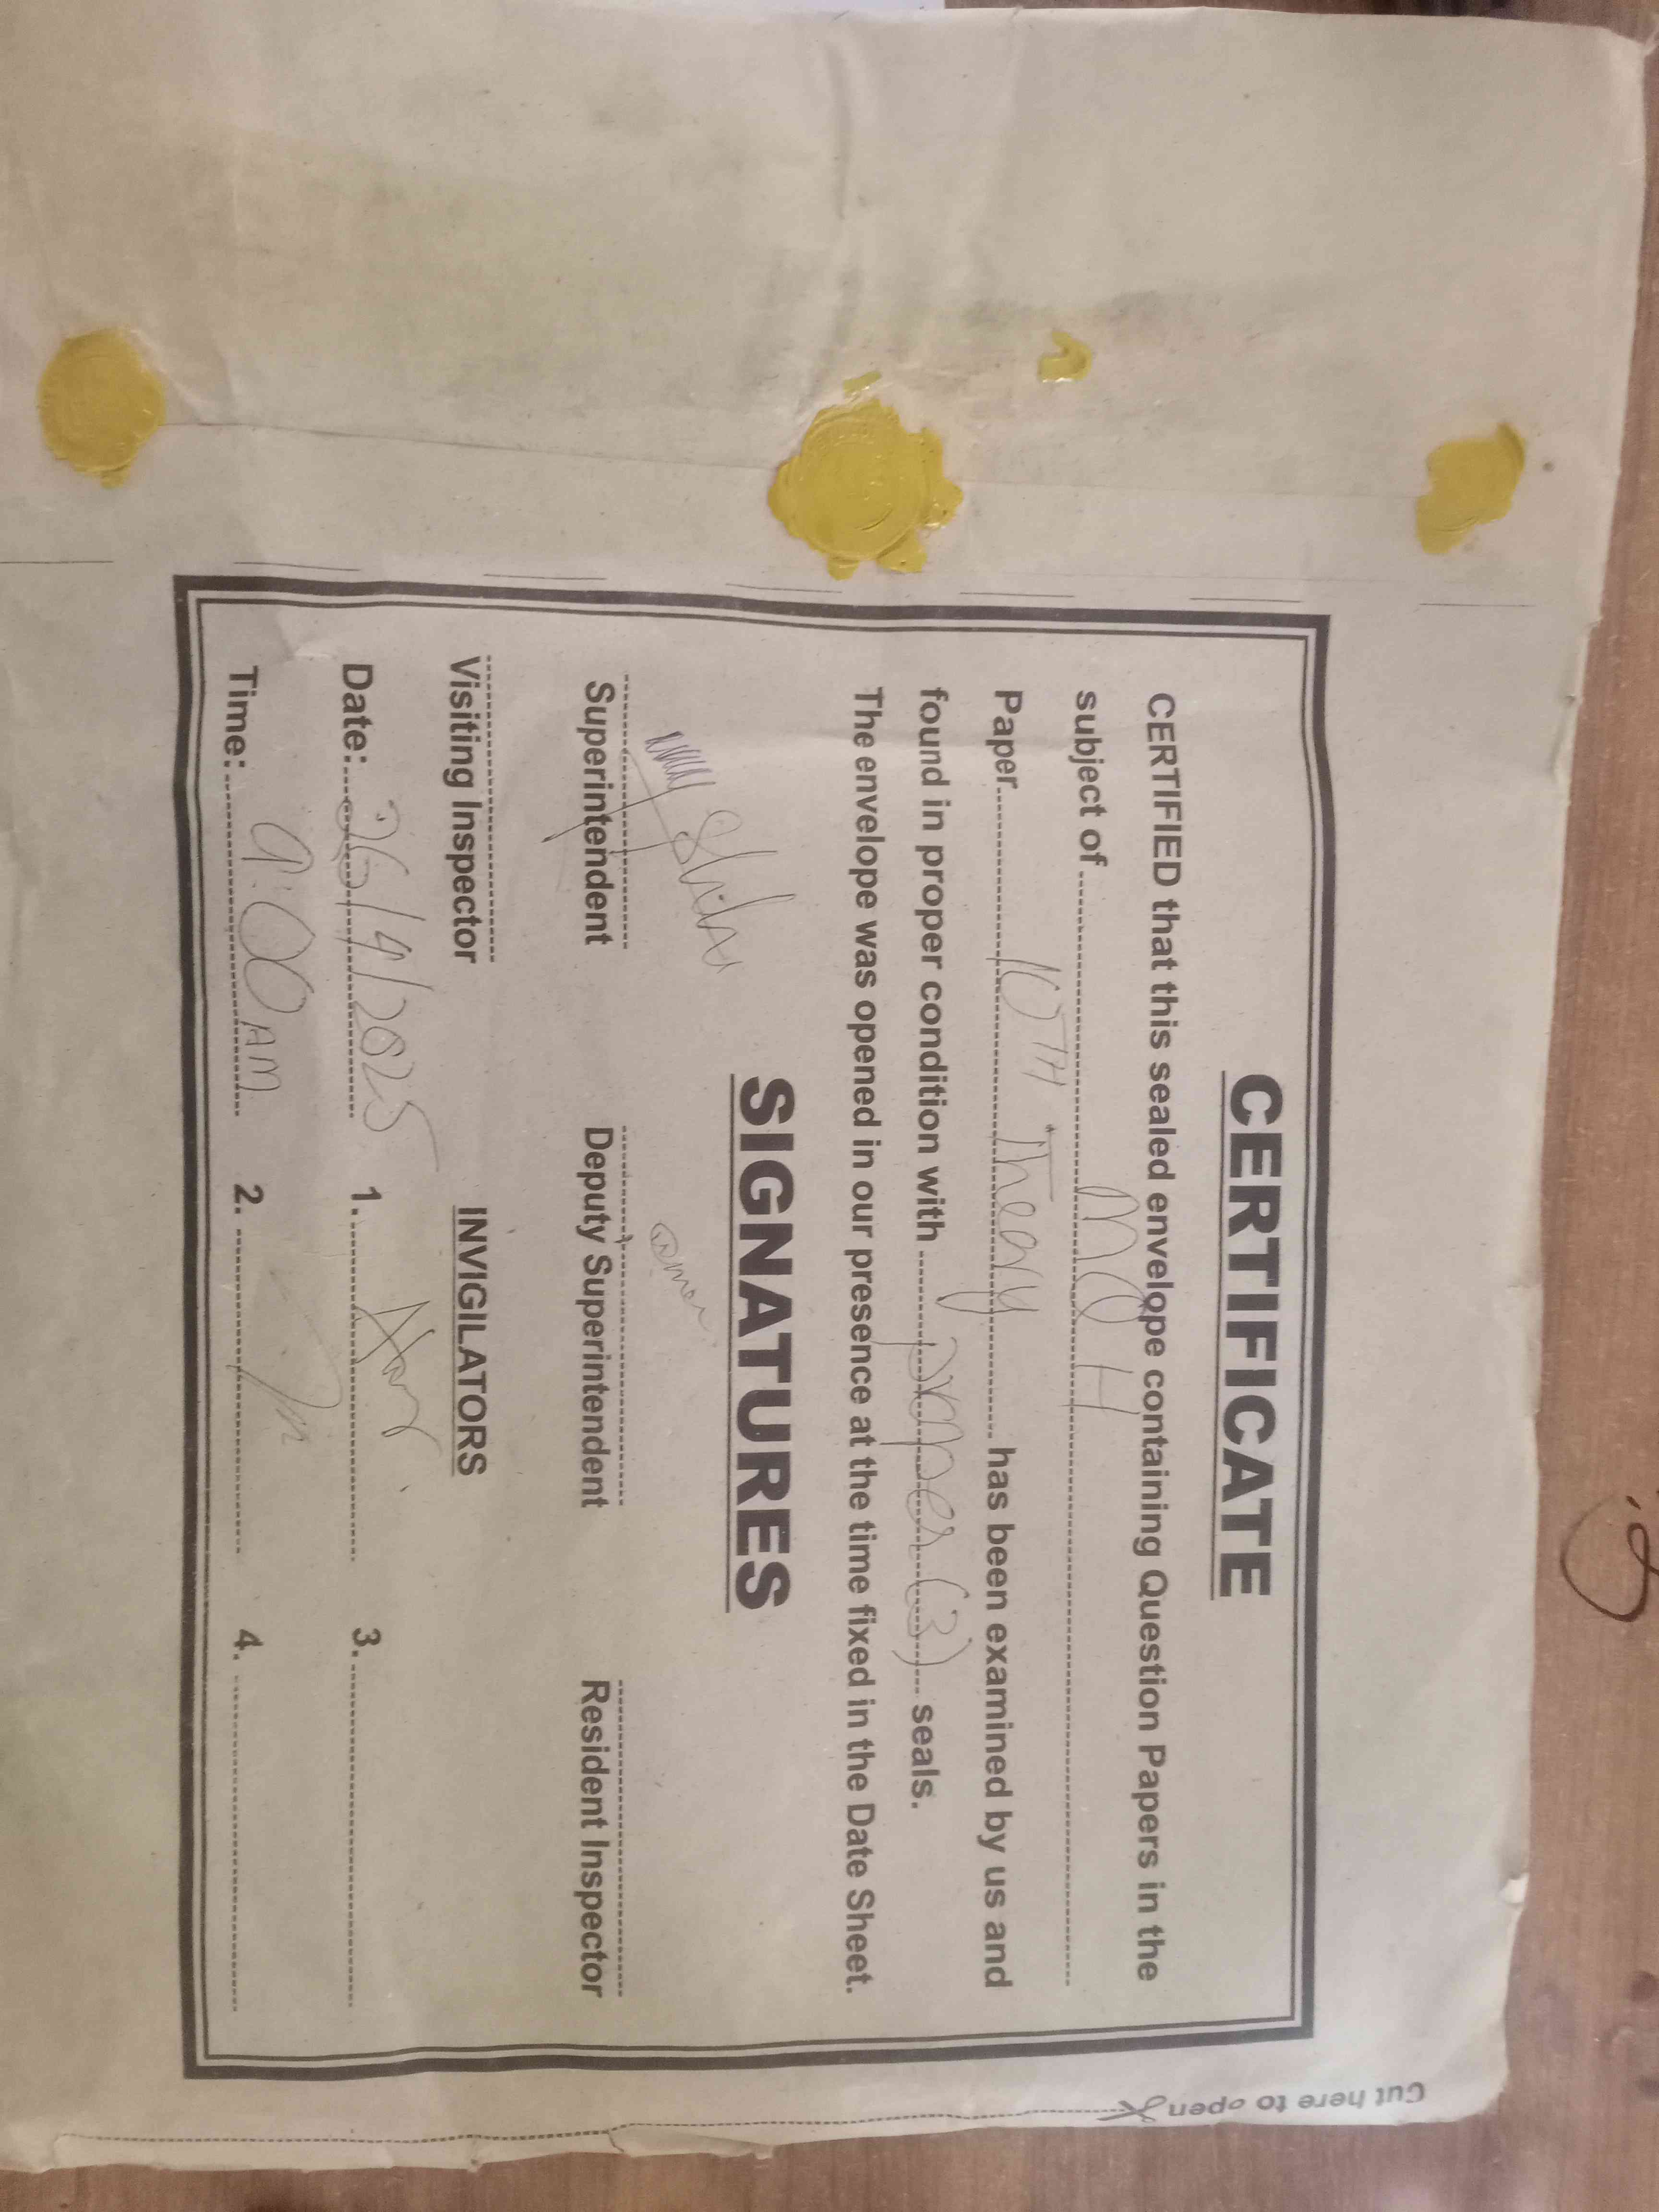 CERTIFICATE
CERTIFIED that this sealed envelope containing Question Papers in the
subject of MQH
Paper 10TH Theory has been examined by us and
found in proper condition with proper (3) seals.
The envelope was opened in our presence at the time fixed in the Date Sheet.
SIGNATURES
Superintendent Deputy Superintendent Resident Inspector
Visiting Inspector INVIGILATORS
Date: 26/4/2025 1. 3.
Time: 9:00 AM 2. 4.
Cut here to open